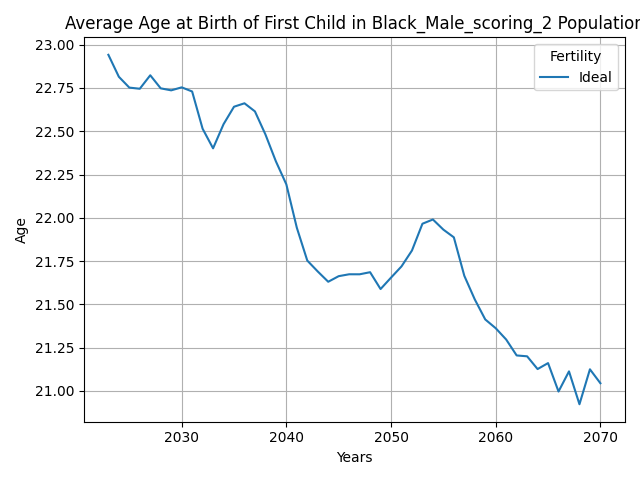 Average Age at Birth of First Child in Black_Male_scoring_2 Population
Fertility
Ideal
23.00
22.75
22.50
22.25
22.00
21.75
21.50
21.25
21.00
Age
2030 2040 2050 2060 2070
Years